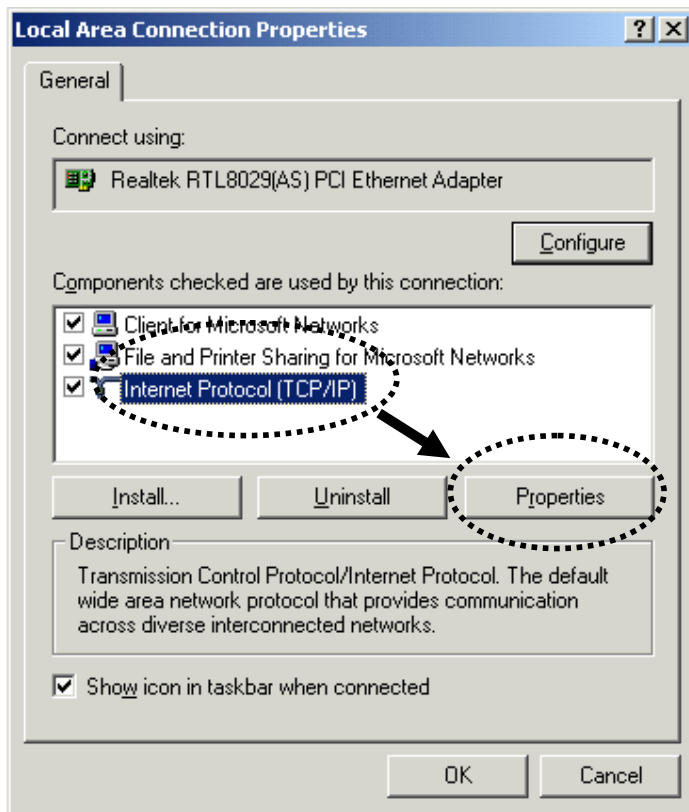 Local Area Connection Properties
General
Connect using:
Realtek RTL8029(AS) PCI Ethernet Adapter
Configure
Components checked are used by this connection:
Client for Microsoft Networks
File and Printer Sharing for Microsoft Networks
Internet Protocol (TCP/IP)
Install... Uninstall Properties
Description
Transmission Control Protocol/Internet Protocol. The default
wide area network protocol that provides communication
across diverse interconnected networks.
Show icon in taskbar when connected
OK Cancel